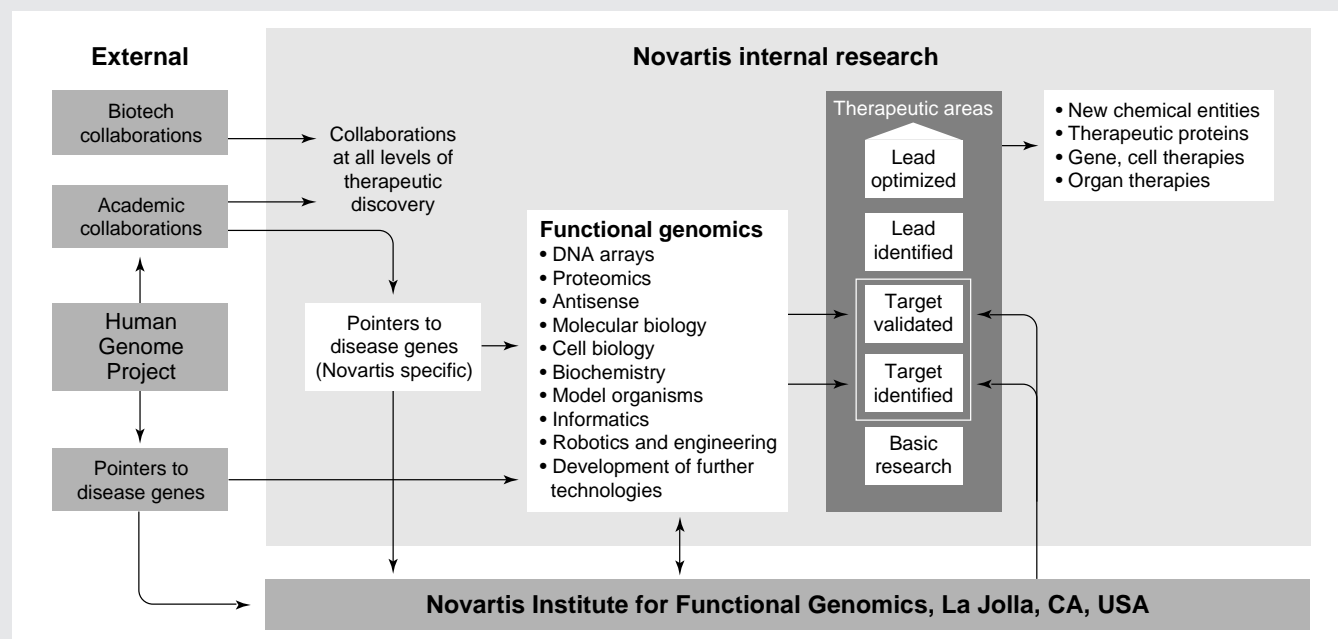 External
Biotech
collaborations
Academic
collaborations
Human
Genome
Project
Pointers to
disease genes
Novartis internal research
Collaborations
at all levels of
therapeutic
discovery
Pointers to
disease genes
(Novartis specific)
Functional genomics
• DNA arrays
• Proteomics
• Antisense
• Molecular biology
• Cell biology
• Biochemistry
• Model organisms
• Informatics
• Robotics and engineering
• Development of further
technologies
Therapeutic areas
Lead
optimized
Lead
identified
Target
validated
Target
identified
Basic
research
• New chemical entities
• Therapeutic proteins
• Gene, cell therapies
• Organ therapies
Novartis Institute for Functional Genomics, La Jolla, CA, USA